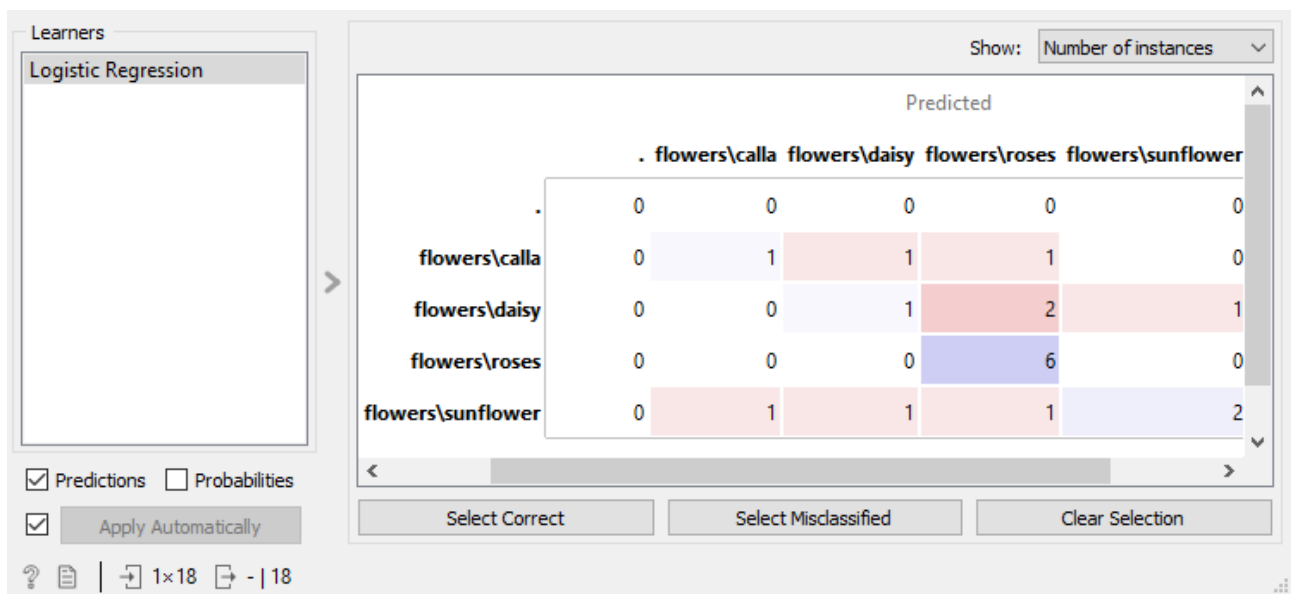 Learners
Logistic Regression
Show: Number of instances
Predicted
. flowers\calla flowers\daisy flowers\roses flowers\sunflower
. 0 0 0 0 0
flowers\calla 0 1 1 1 0
flowers\daisy 0 0 1 2 1
flowers\roses 0 0 0 6 0
flowers\sunflower 0 1 1 1 2
Predictions Probabilities
Apply Automatically
Select Correct Select Misclassified Clear Selection
? 1×18 - | 18